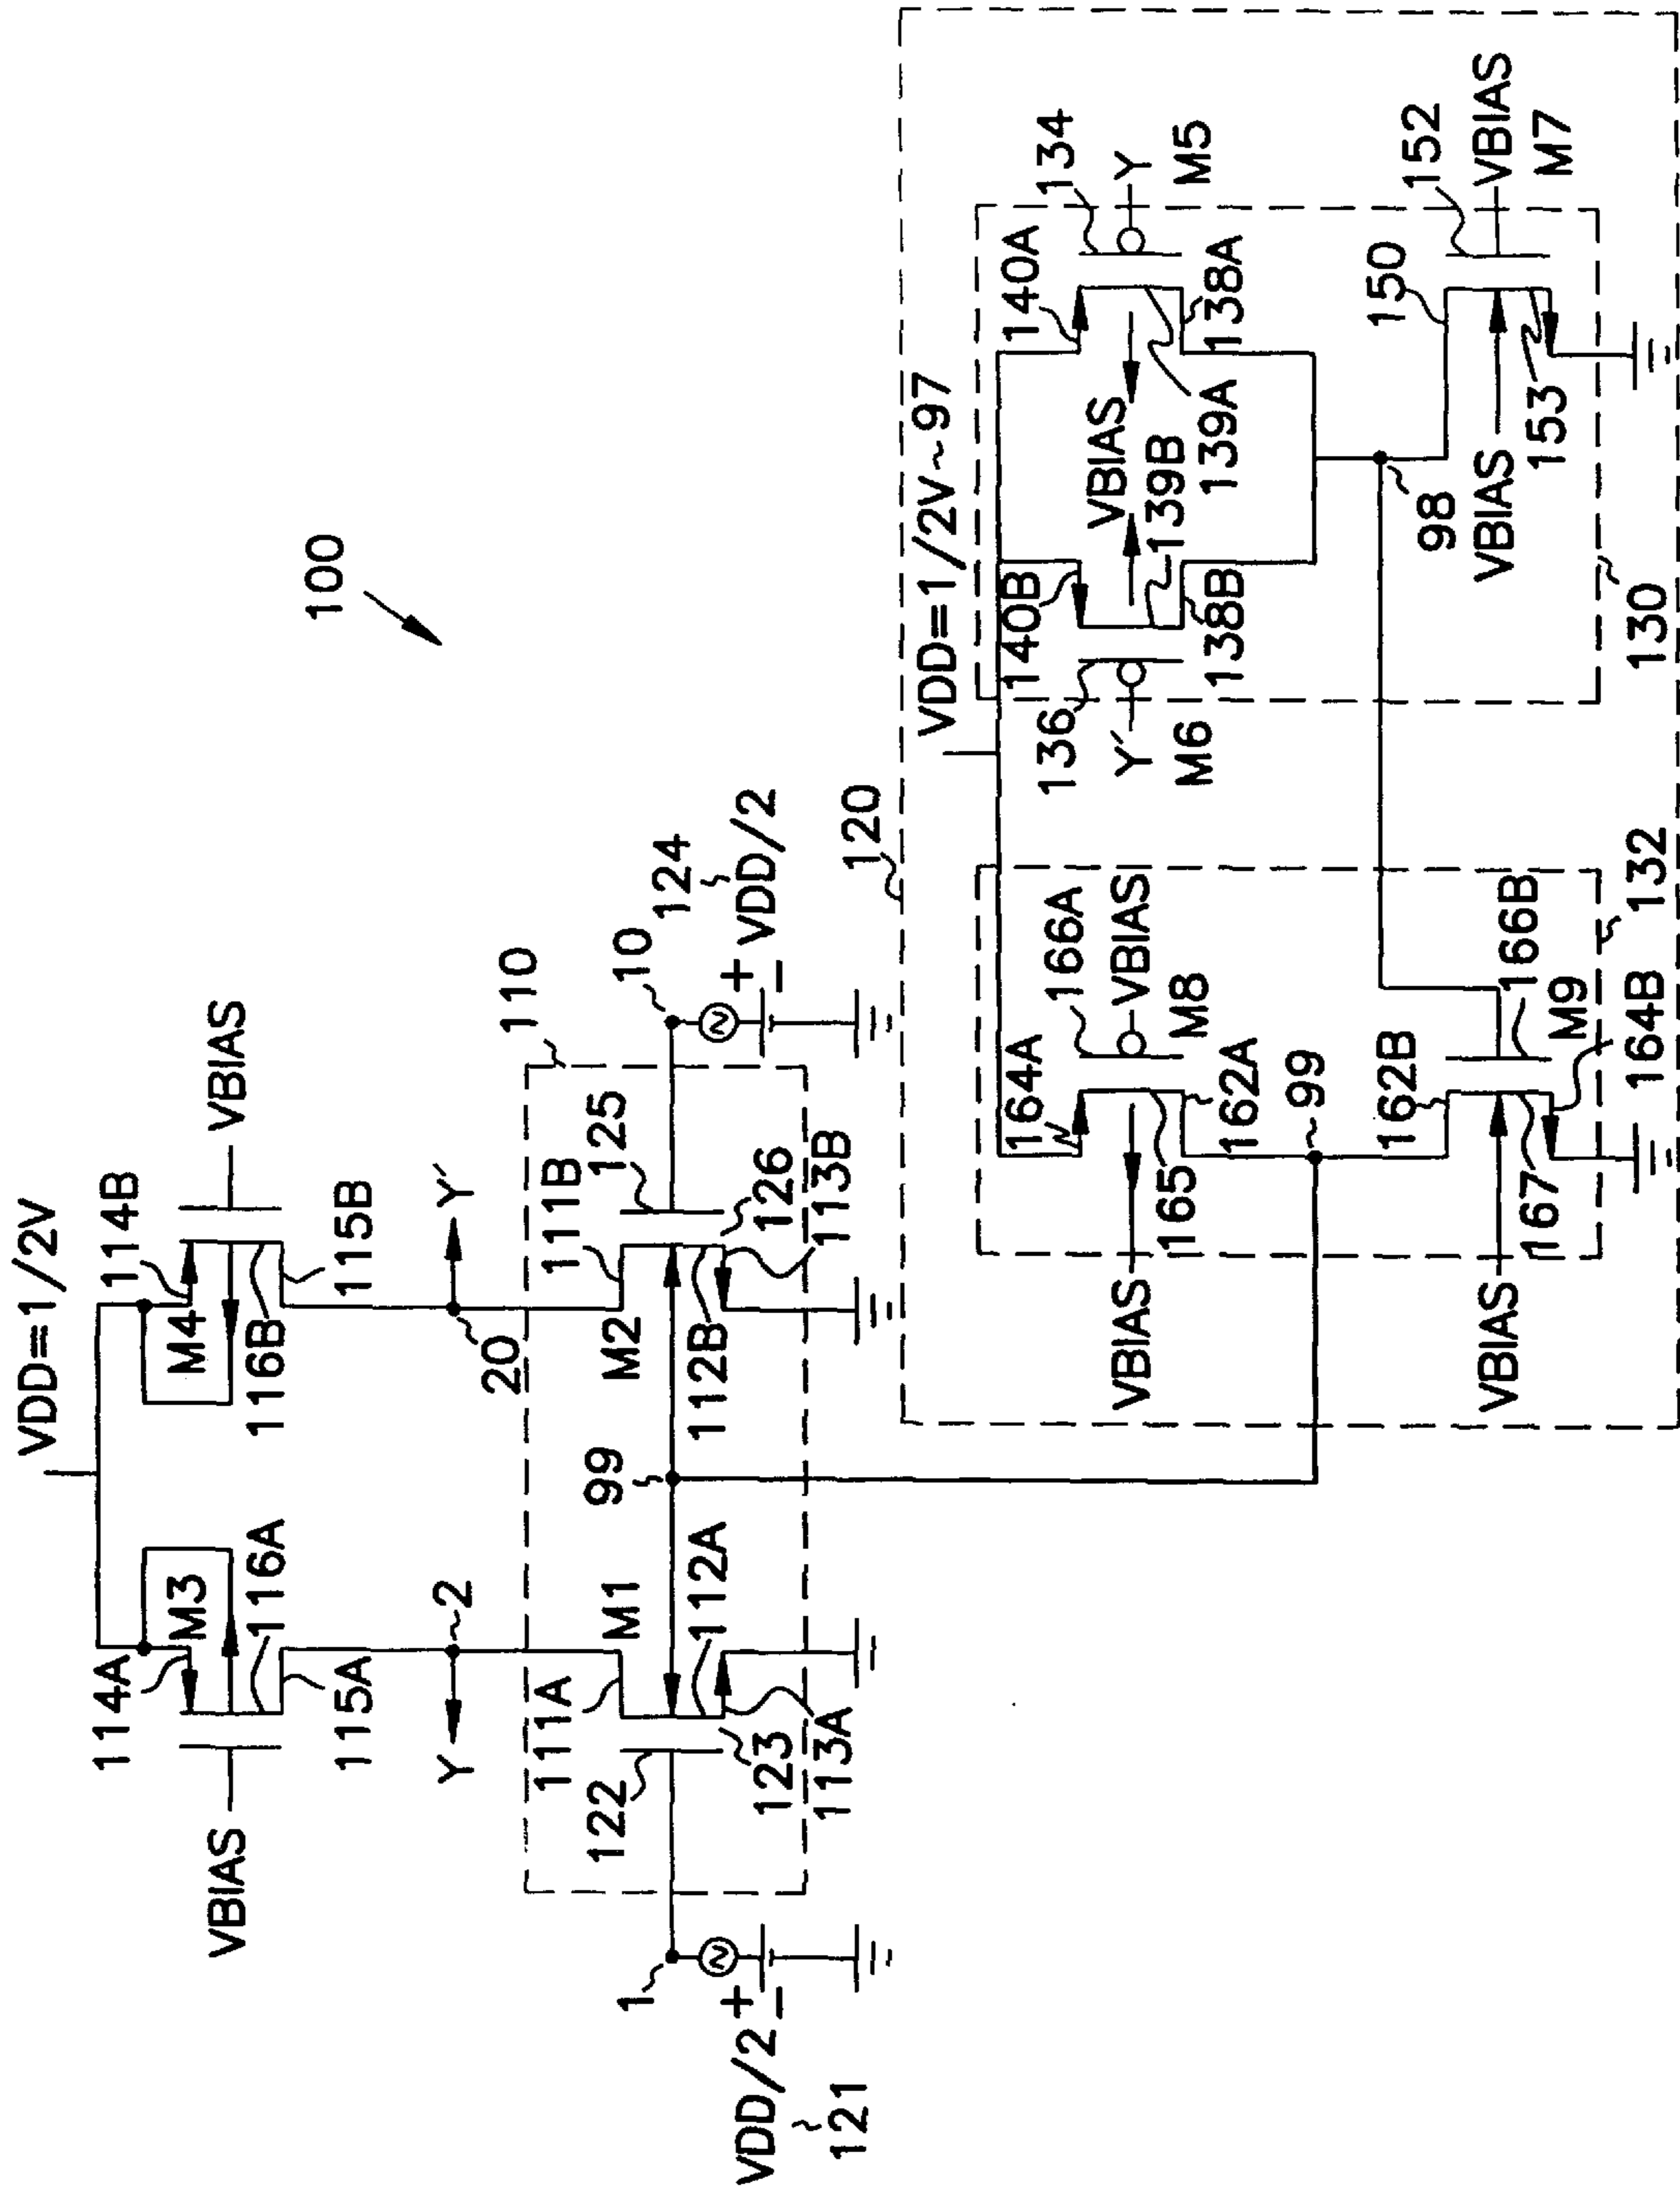 100
VDD=1/2V
114A
M3
VBIAS
116A
115A
114B
M4
VBIAS
116B
115B
Y
2
20
Y′
110
111A
M1
122
99
111B
M2
125
1
10
123
112A
113A
112B
126
113B
VDD/2
+
−
121
124
+
−
VDD/2
120
VDD=1/2V~97
164A
166A
VBIAS
VBIAS
M8
165
162A
99
136
140B
Y′
M6
VBIAS
139B
138B
140A
134
Y
M5
139A
138A
98
162B
VBIAS
166B
M9
167
164B
132
150
152
VBIAS
VBIAS
M7
153
130